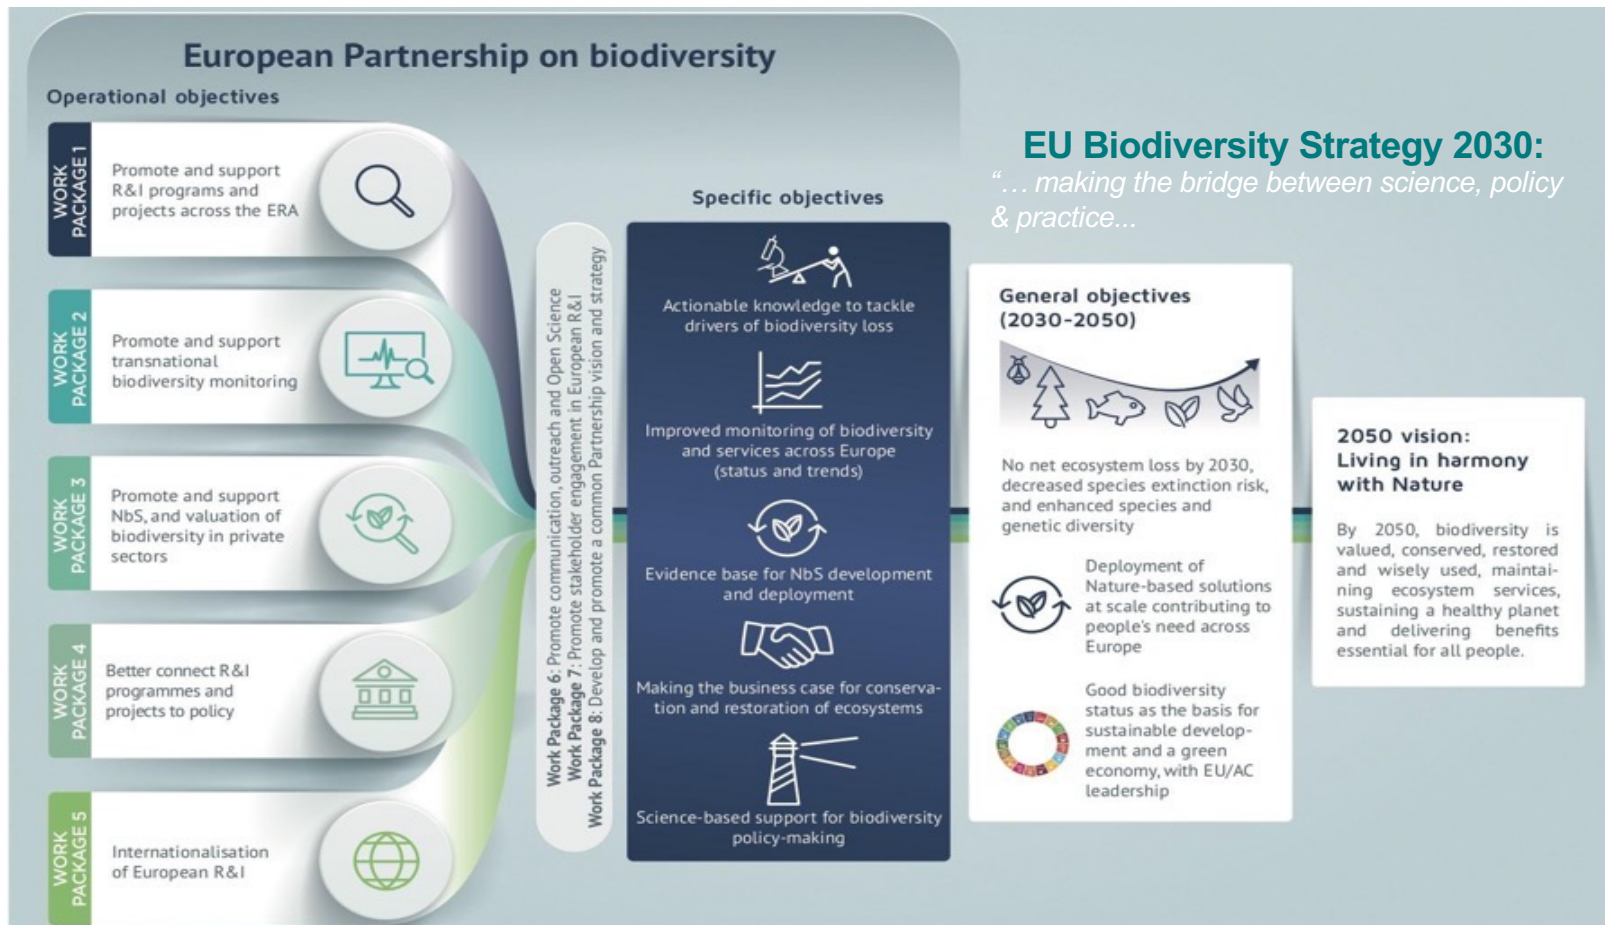 European Partnership on biodiversity
Operational objectives
WORK
PACKAGE 1
Promote and support
R&I programs and
projects across the ERA
WORK
PACKAGE 2
Promote and support
transnational
biodiversity monitoring
WORK
PACKAGE 3
Promote and support
NbS, and valuation of
biodiversity in private
sectors
WORK
PACKAGE 4
Better connect R&I
programmes and
projects to policy
WORK
PACKAGE 5
Internationalisation
of European R&I
Work Package 6: Promote communication, outreach and Open Science
Work Package 7: Promote stakeholder engagement in European R&I
Work Package 8: Develop and promote a common Partnership vision and strategy
Specific objectives
Actionable knowledge to tackle
drivers of biodiversity loss
Improved monitoring of biodiversity
and services across Europe
(status and trends)
Evidence base for NbS development
and deployment
Making the business case for conserva-
tion and restoration of ecosystems
Science-based support for biodiversity
policy-making
EU Biodiversity Strategy 2030:
“… making the bridge between science, policy
& practice...
General objectives
(2030-2050)
No net ecosystem loss by 2030,
decreased species extinction risk,
and enhanced species and
genetic diversity
Deployment of
Nature-based solutions
at scale contributing to
people's need across
Europe
Good biodiversity
status as the basis for
sustainable develop-
ment and a green
economy, with EU/AC
leadership
2050 vision:
Living in harmony
with Nature
By 2050, biodiversity is
valued, conserved, restored
and wisely used, maintai-
ning ecosystem services,
sustaining a healthy planet
and delivering benefits
essential for all people.